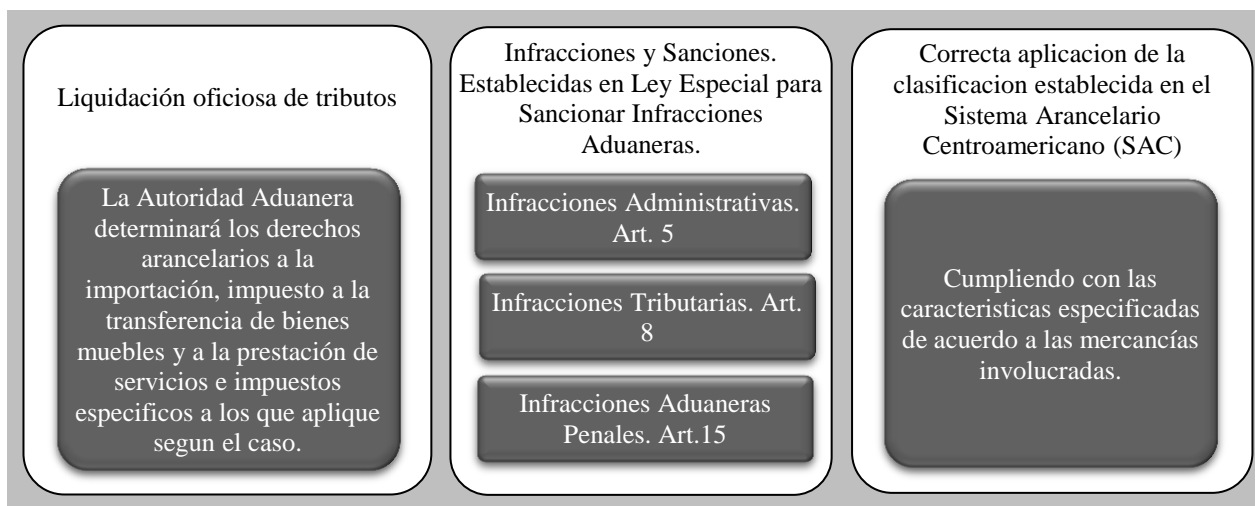 Liquidación oficiosa de tributos
La Autoridad Aduanera
determinará los derechos
arancelarios a la
importación, impuesto a la
transferencia de bienes
muebles y a la prestación de
servicios e impuestos
especificos a los que aplique
segun el caso.
Infracciones y Sanciones.
Establecidas en Ley Especial para
Sancionar Infracciones
Aduaneras.
Infracciones Administrativas.
Art. 5
Infracciones Tributarias. Art.
8
Infracciones Aduaneras
Penales. Art.15
Correcta aplicacion de la
clasificacion establecida en el
Sistema Arancelario
Centroamericano (SAC)
Cumpliendo con las
caracteristicas especificadas
de acuerdo a las mercancías
involucradas.